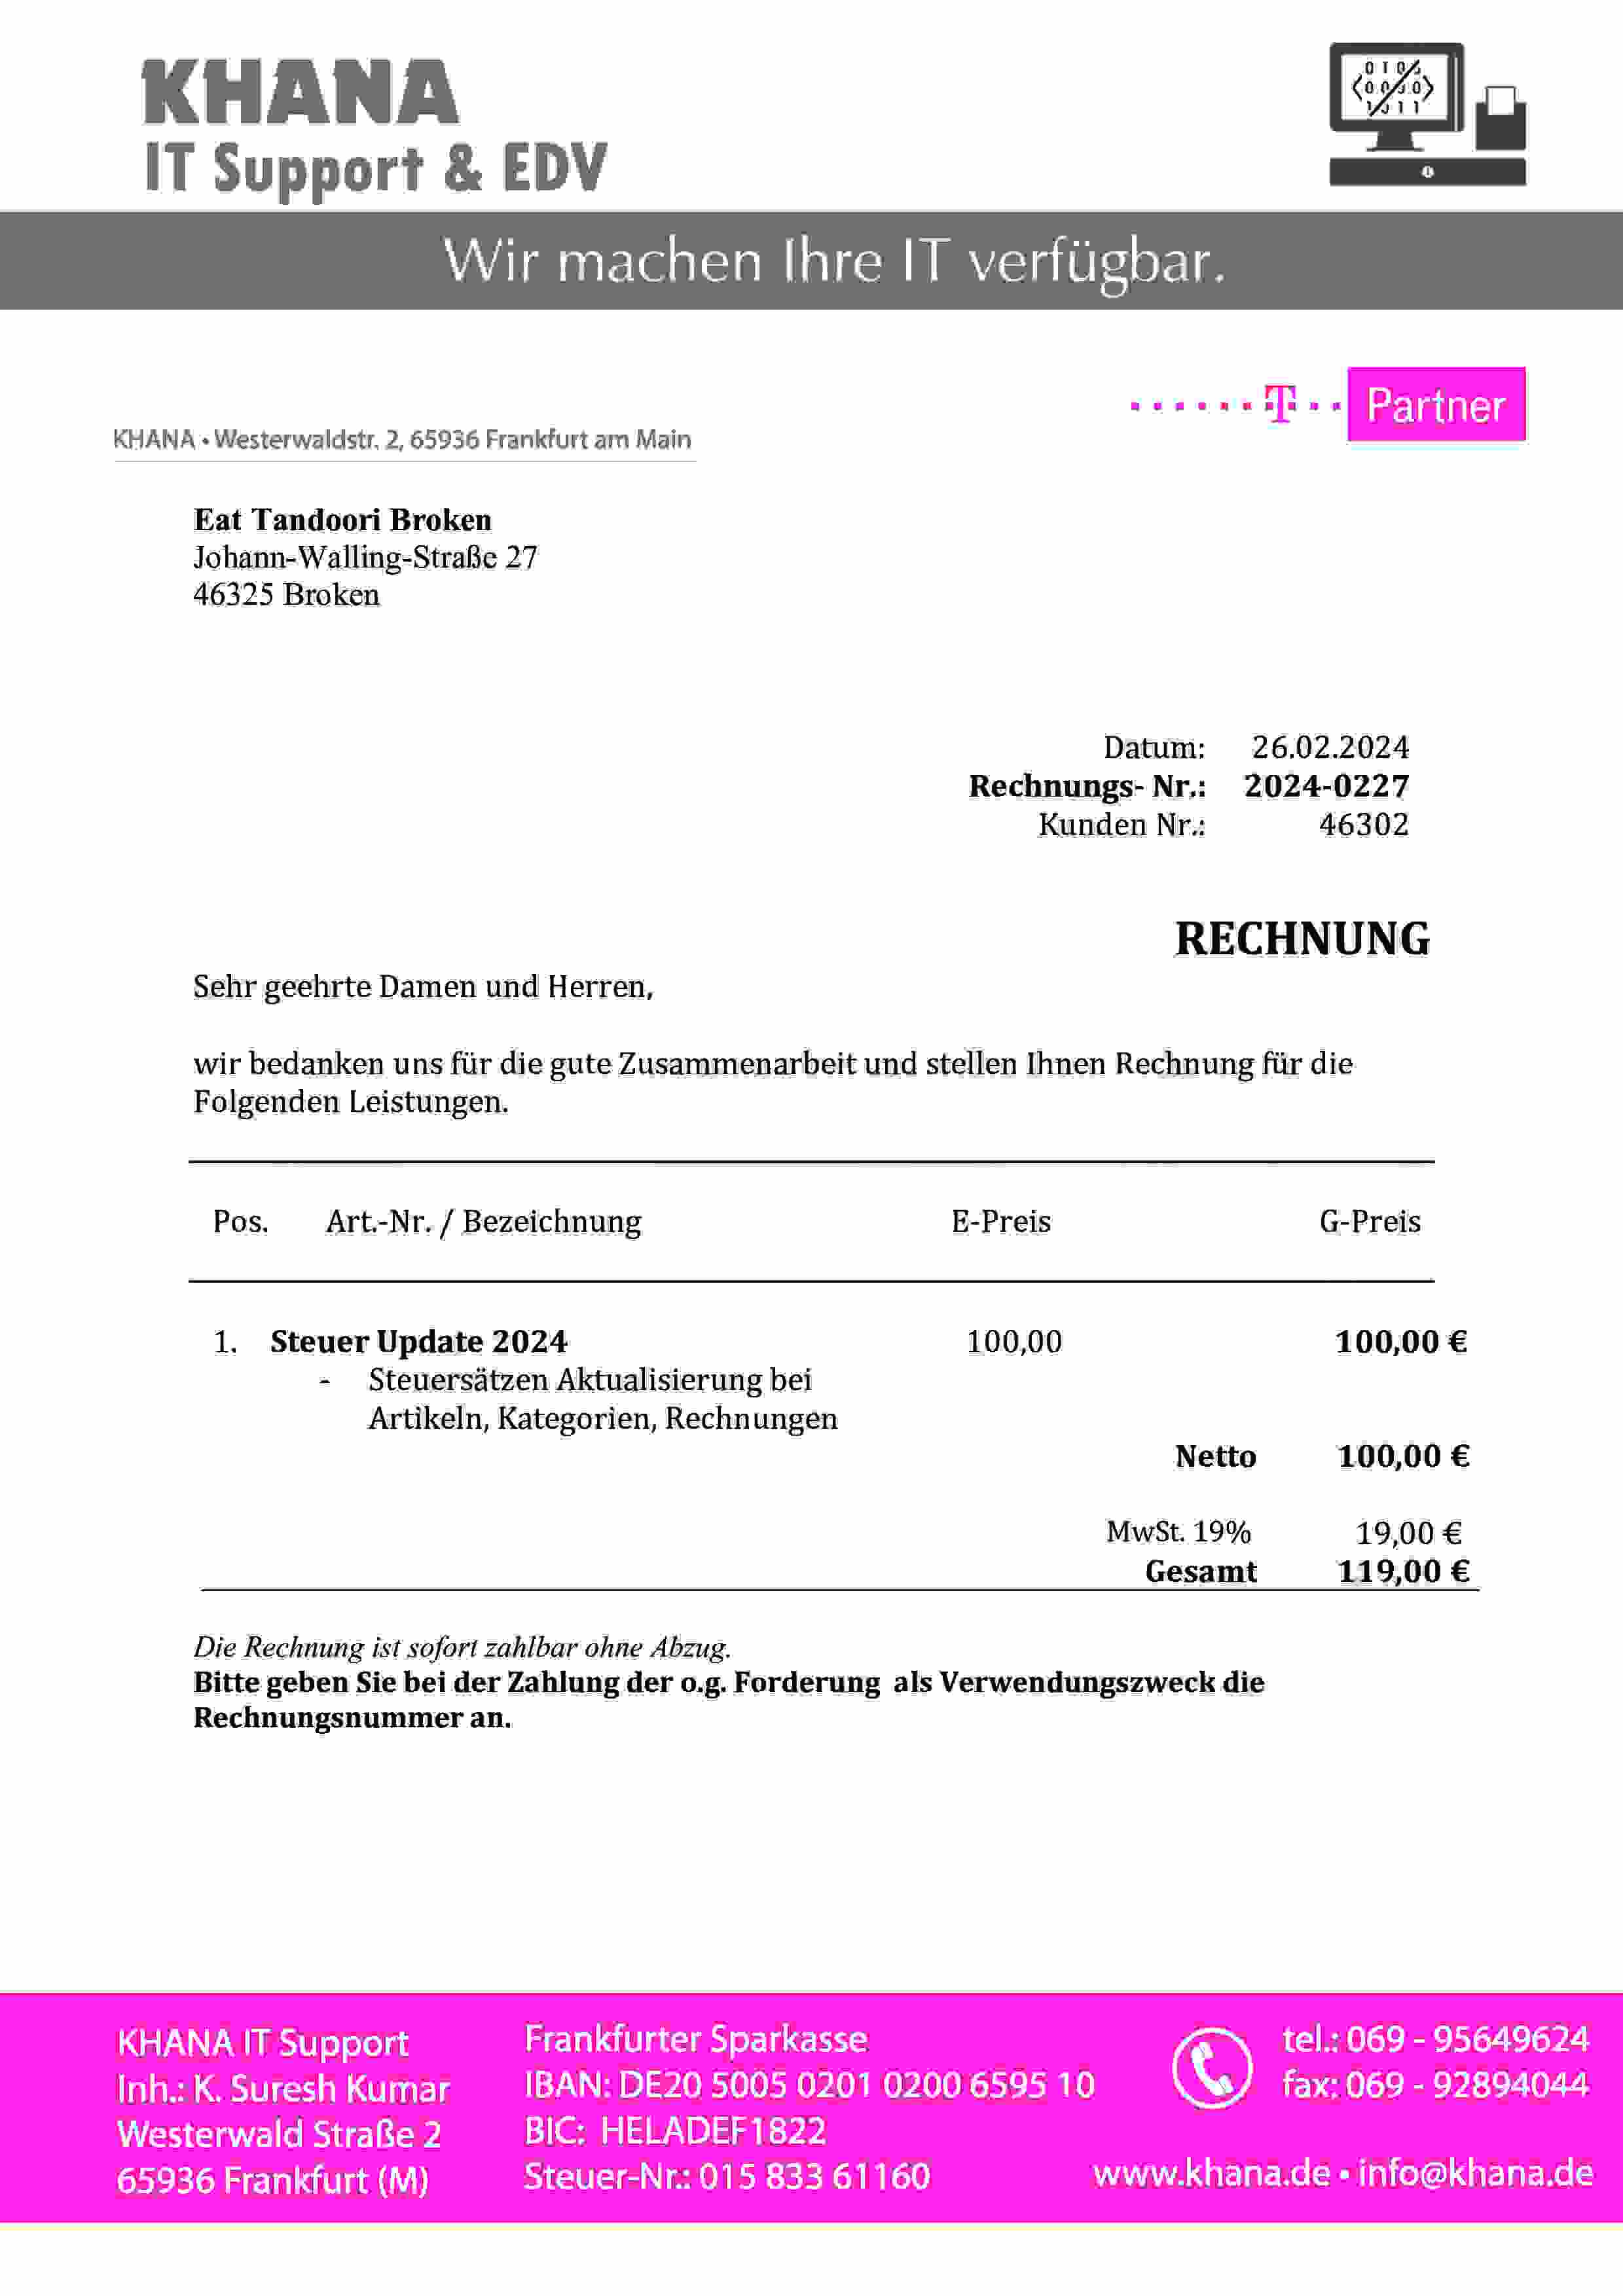 KHANA
IT Support & EDV
Wir machen Ihre IT verfügbar.
T Partner
KHANA • Westerwaldstr. 2, 65936 Frankfurt am Main
Eat Tandoori Broken
Johann-Walling-Straße 27
46325 Broken
Datum: 26.02.2024
Rechnungs- Nr.: 2024-0227
Kunden Nr.: 46302
RECHNUNG
Sehr geehrte Damen und Herren,
wir bedanken uns für die gute Zusammenarbeit und stellen Ihnen Rechnung für die
Folgenden Leistungen.
Pos. Art.-Nr. / Bezeichnung E-Preis G-Preis
1. Steuer Update 2024 100,00 100,00 €
- Steuersätzen Aktualisierung bei
Artikeln, Kategorien, Rechnungen
Netto 100,00 €
MwSt. 19% 19,00 €
Gesamt 119,00 €
Die Rechnung ist sofort zahlbar ohne Abzug.
Bitte geben Sie bei der Zahlung der o.g. Forderung als Verwendungszweck die
Rechnungsnummer an.
KHANA IT Support
Inh.: K. Suresh Kumar
Westerwald Straße 2
65936 Frankfurt (M)
Frankfurter Sparkasse
IBAN: DE20 5005 0201 0200 6595 10
BIC: HELADEF1822
Steuer-Nr.: 015 833 61160
tel.: 069 - 95649624
fax: 069 - 92894044
www.khana.de • info@khana.de